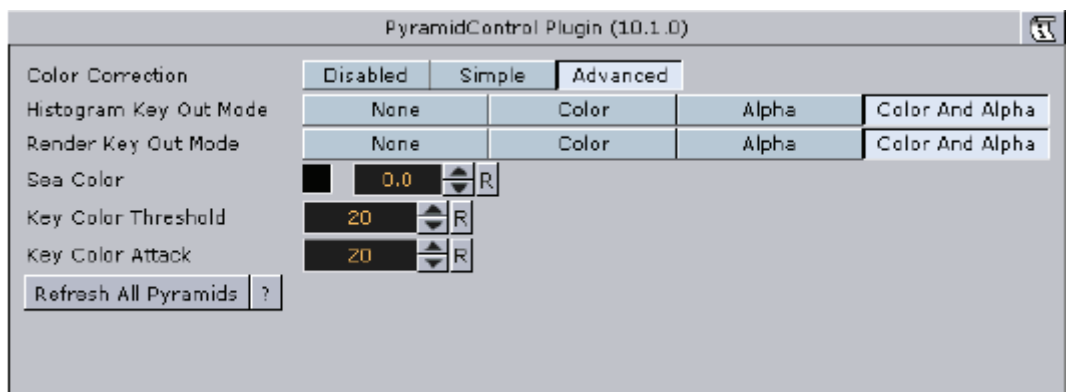 PyramidControl Plugin (10.1.0)
Color Correction Disabled Simple Advanced
Histogram Key Out Mode None Color Alpha Color And Alpha
Render Key Out Mode None Color Alpha Color And Alpha
Sea Color 0.0 R
Key Color Threshold 20 R
Key Color Attack 20 R
Refresh All Pyramids ?